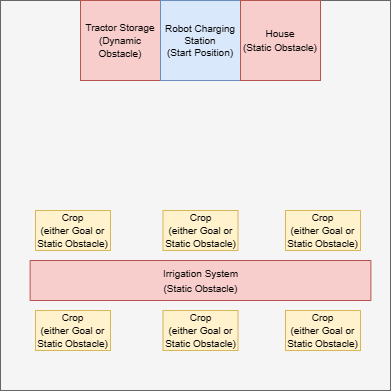 Tractor Storage
(Dynamic
Obstacle)
Robot Charging
Station
(Start Position)
House
(Static Obstacle)
Crop
(either Goal or
Static Obstacle)
Crop
(either Goal or
Static Obstacle)
Crop
(either Goal or
Static Obstacle)
Irrigation System
(Static Obstacle)
Crop
(either Goal or
Static Obstacle)
Crop
(either Goal or
Static Obstacle)
Crop
(either Goal or
Static Obstacle)